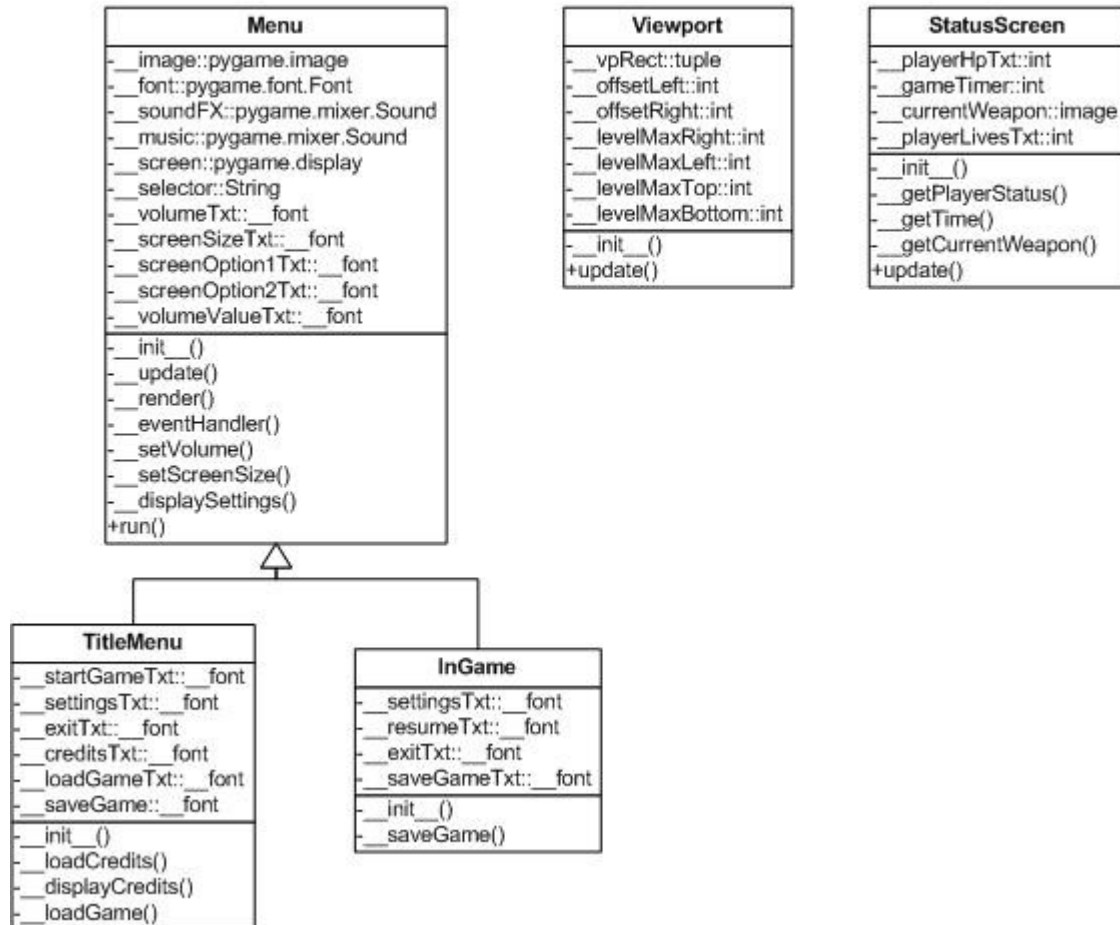 Menu
-__image::pygame.image
-__font::pygame.font.Font
-__soundFX::pygame.mixer.Sound
-__music::pygame.mixer.Sound
-__screen::pygame.display
-__selector::String
-__volumeTxt::__font
-__screenSizeTxt::__font
-__screenOption1Txt::__font
-__screenOption2Txt::__font
-__volumeValueTxt::__font
-__init__()
-__update()
-__render()
-__eventHandler()
-__setVolume()
-__setScreenSize()
-__displaySettings()
+run()
Viewport
-__vpRect::tuple
-__offsetLeft::int
-__offsetRight::int
-__levelMaxRight::int
-__levelMaxLeft::int
-__levelMaxTop::int
-__levelMaxBottom::int
-__init__()
+update()
StatusScreen
-__playerHpTxt::int
-__gameTimer::int
-__currentWeapon::image
-__playerLivesTxt::int
-__init__()
-__getPlayerStatus()
-__getTime()
-__getCurrentWeapon()
+update()
TitleMenu
-__startGameTxt::__font
-__settingsTxt::__font
-__exitTxt::__font
-__creditsTxt::__font
-__loadGameTxt::__font
-__saveGame::__font
-__init__()
-__loadCredits()
-__displayCredits()
-__loadGame()
InGame
-__settingsTxt::__font
-__resumeTxt::__font
-__exitTxt::__font
-__saveGameTxt::__font
-__init__()
-__saveGame()